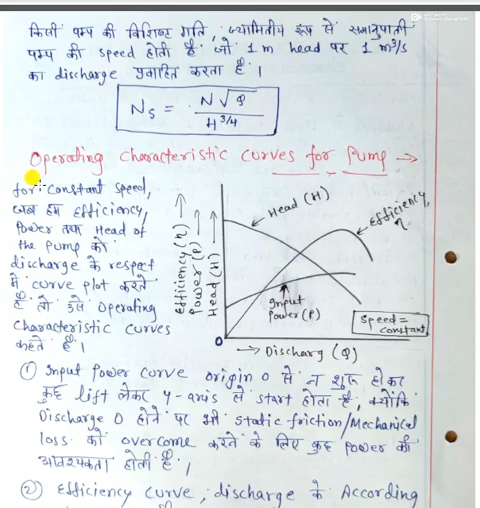 किसी पम्प की विशिष्ट गति, ज्यामितीय रूप से समानुपाती
पम्प की speed होती है जो 1 m head पर 1 m³/s
का discharge प्रवाहित करता है।
Ns = N√Q / H^3/4
Operating characteristic curves for pump →
for constant speed,
जब हम Efficiency,
Power तथा Head of
the pump को
discharge के respect
में curve plot करते
हैं तो उसे Operating
Characteristic curves
कहते हैं।
Efficiency (η) →
Power (P) →
Head (H) →
Head (H)
Efficiency, η
Input
Power (P)
Speed =
constant
O
→ Discharg (Q)
① Input Power curve origin O से न शुरू होकर
कुछ lift लेकर y-axis से start होता है, क्योंकि
Discharge 0 होने पर भी static friction/Mechanical
loss को overcome करने के लिए कुछ power की
आवश्यकता होती है।
② Efficiency curve, discharge के According